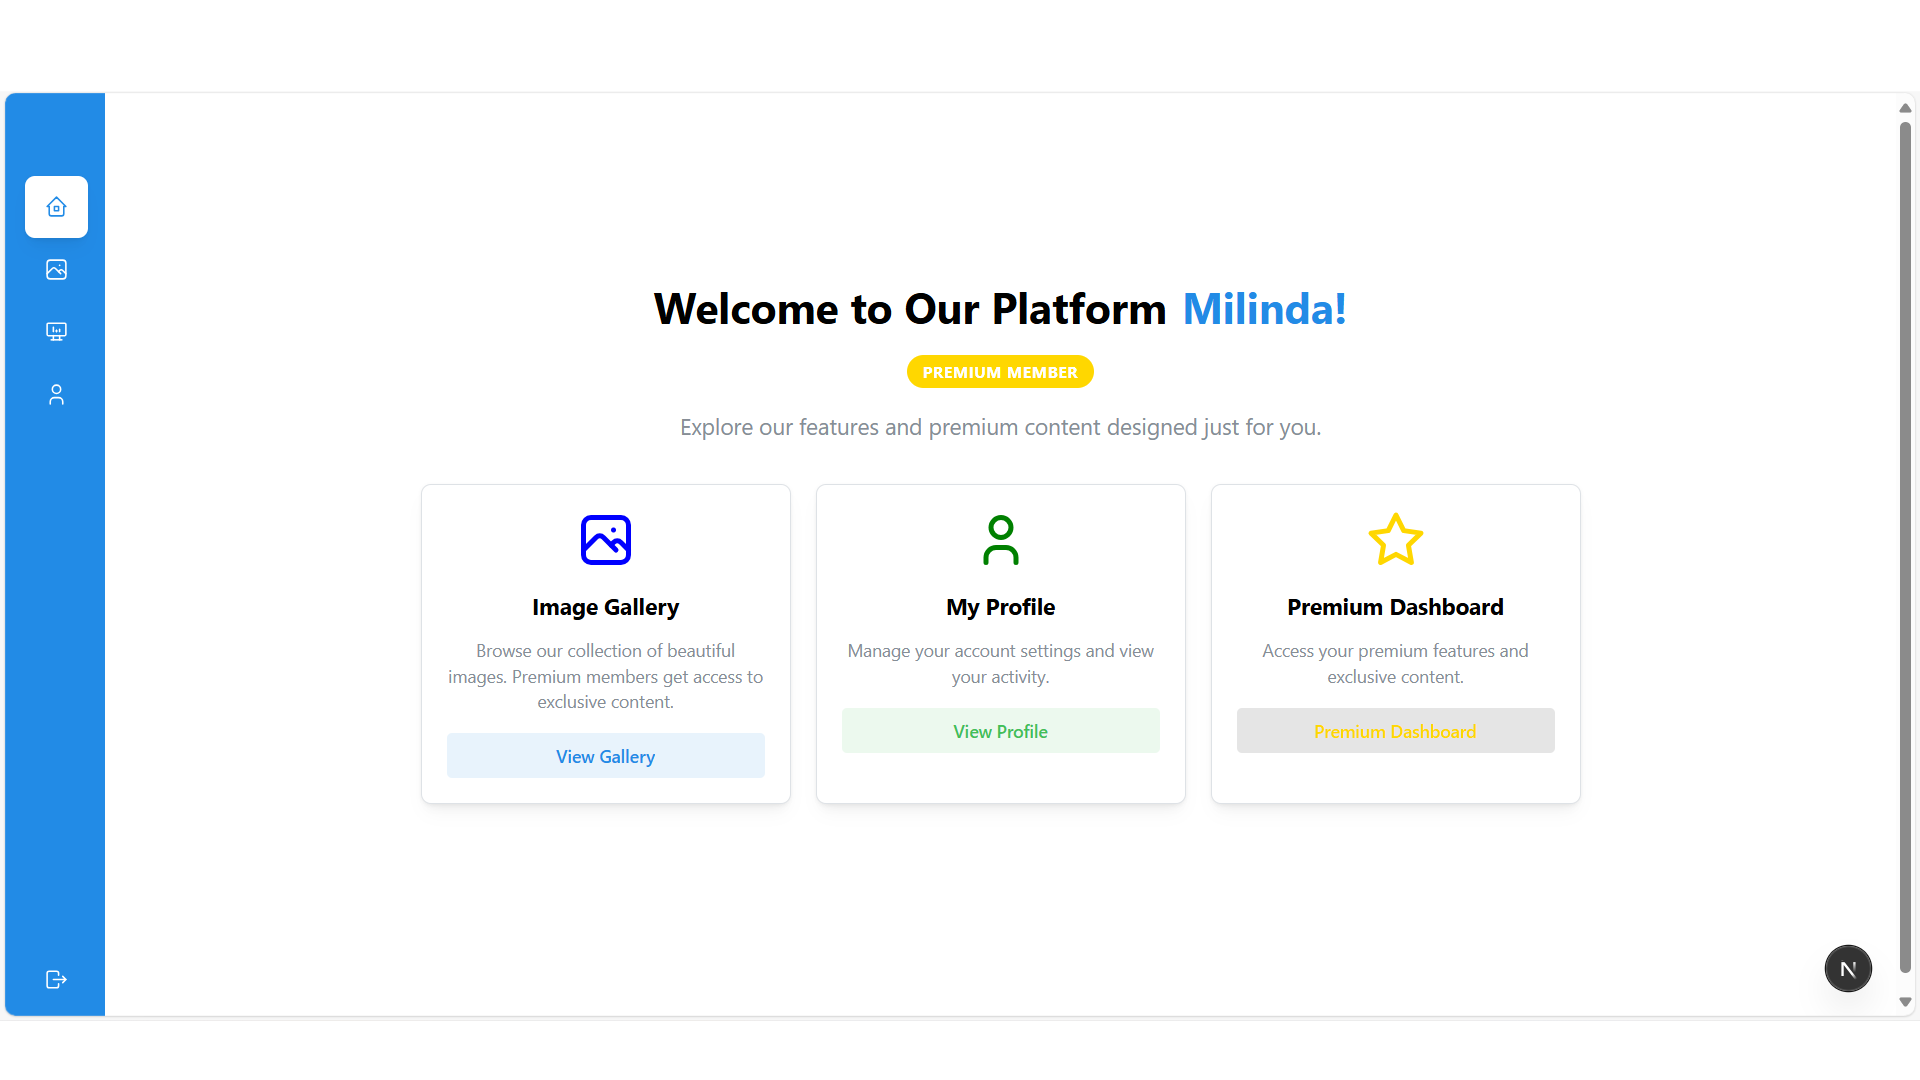 Welcome to Our Platform Milinda!
PREMIUM MEMBER
Explore our features and premium content designed just for you.
Image Gallery
Browse our collection of beautiful
images. Premium members get access to
exclusive content.
View Gallery
My Profile
Manage your account settings and view
your activity.
View Profile
Premium Dashboard
Access your premium features and
exclusive content.
Premium Dashboard
N